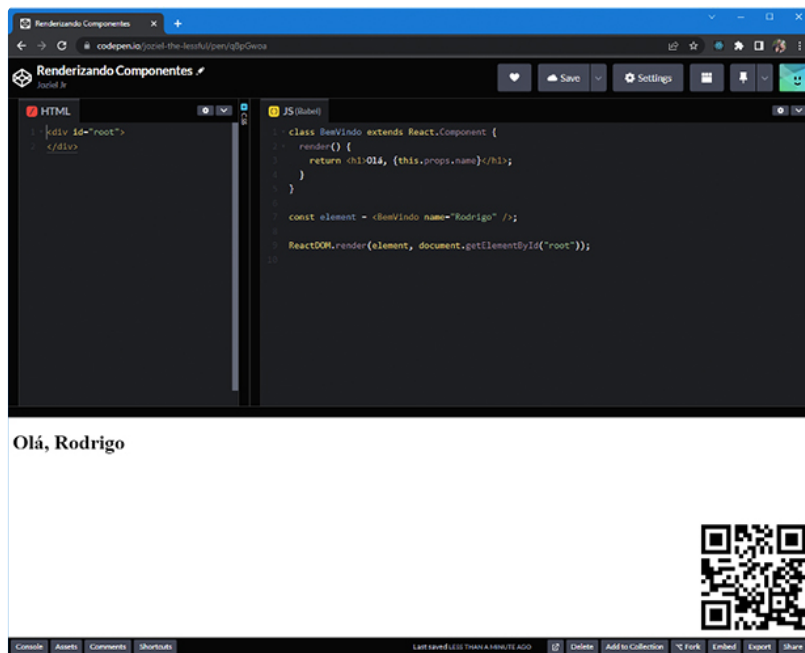 Renderizando Componentes
codepen.io/joziel-the-lessful/pen/qBpGwoa
Renderizando Componentes
Joziel Jr
Save
Settings
HTML
1 <div id="root">
2 </div>
CSS
JS (Babel)
1 class BemVindo extends React.Component {
2 render() {
3 return <h1>Olá, {this.props.name}</h1>;
4 }
5 }
6
7 const element = <BemVindo name="Rodrigo" />;
8
9 ReactDOM.render(element, document.getElementById("root"));
10
Olá, Rodrigo
Console Assets Comments Shortcuts
Last saved LESS THAN A MINUTE AGO
Delete Add to Collection Fork Embed Export Share